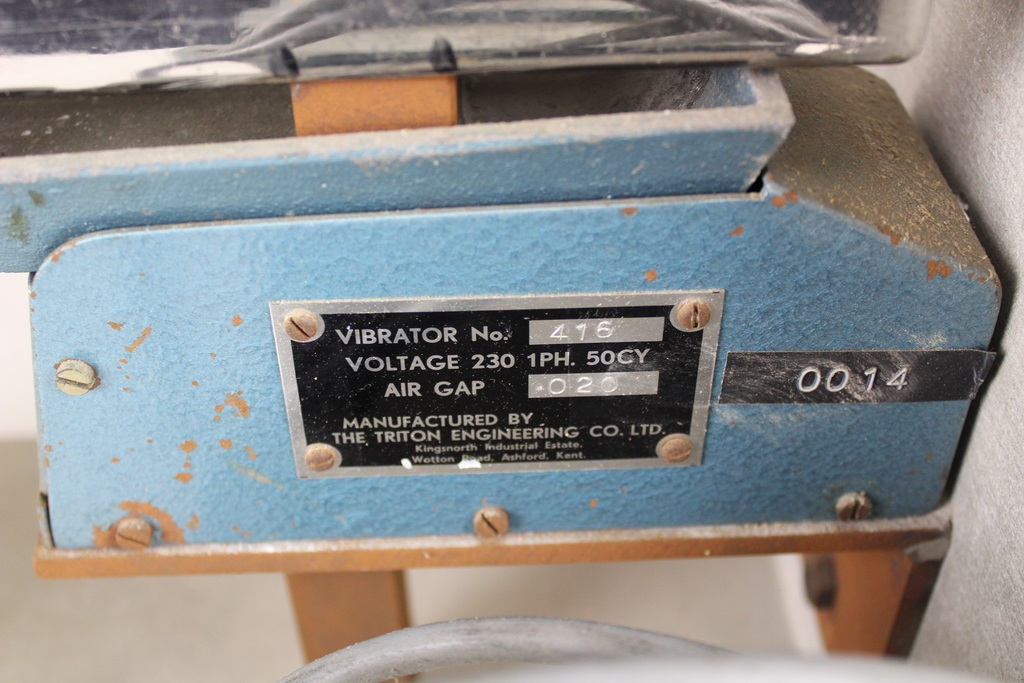 VIBRATOR No. 416
VOLTAGE 230 1PH. 50CY
AIR GAP .020
MANUFACTURED BY
THE TRITON ENGINEERING CO. LTD.
Kingsnorth Industrial Estate.
Wotton Road, Ashford, Kent.
0014